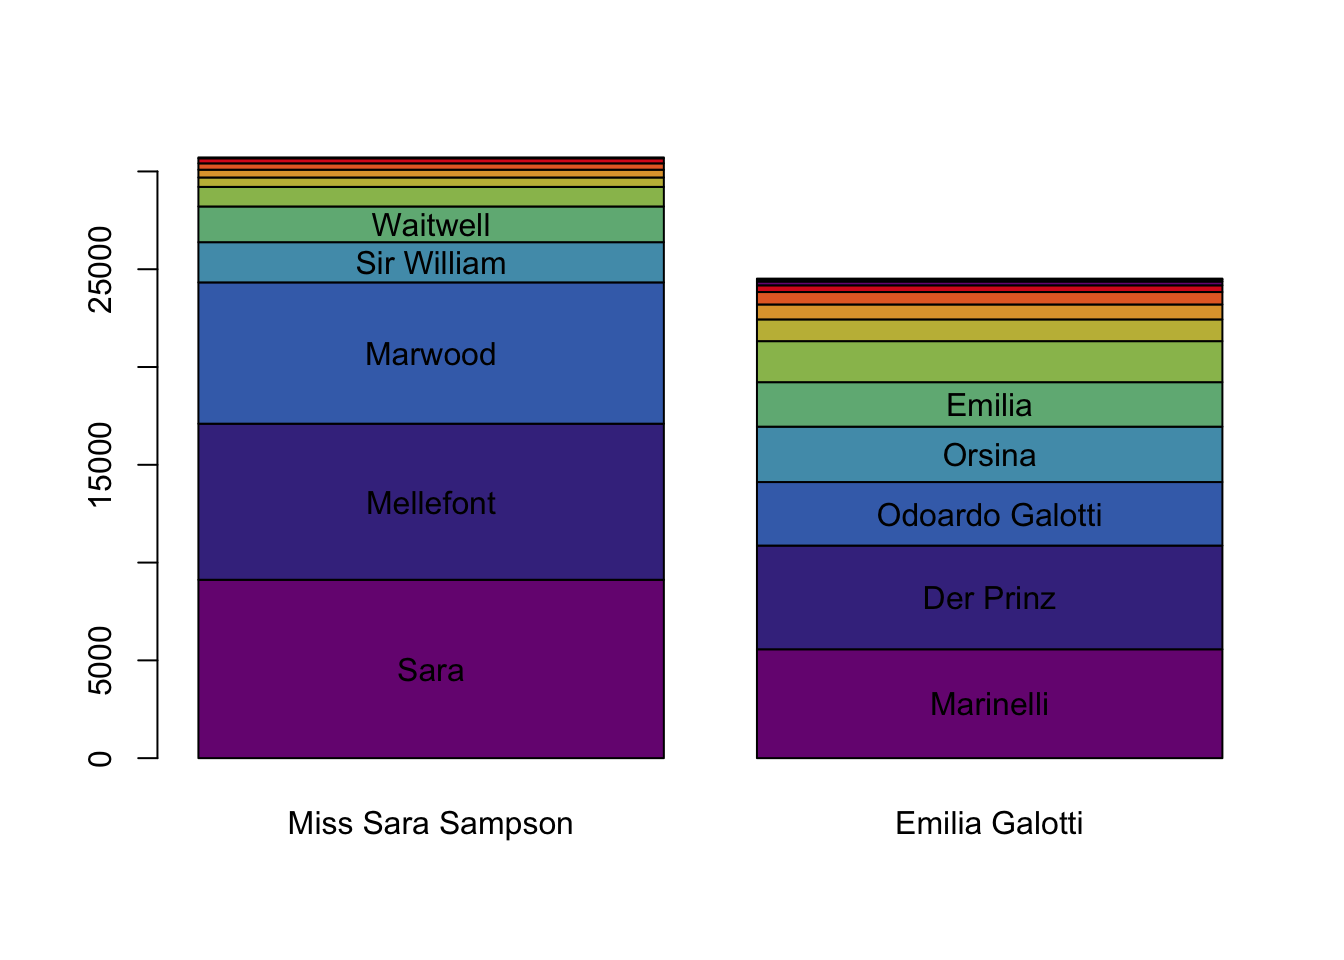 25000
15000
5000
0
Waitwell
Sir William
Marwood
Mellefont
Sara
Emilia
Orsina
Odoardo Galotti
Der Prinz
Marinelli
Miss Sara Sampson
Emilia Galotti